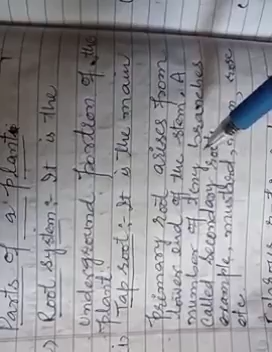 Parts of a plant
Root system:- It is the
underground portion of the
plant.
Tap root:- It is the main
Primary root arises from
lower end of the stem. A
number of tiny branches
called secondary
example, mustard, rose
etc.